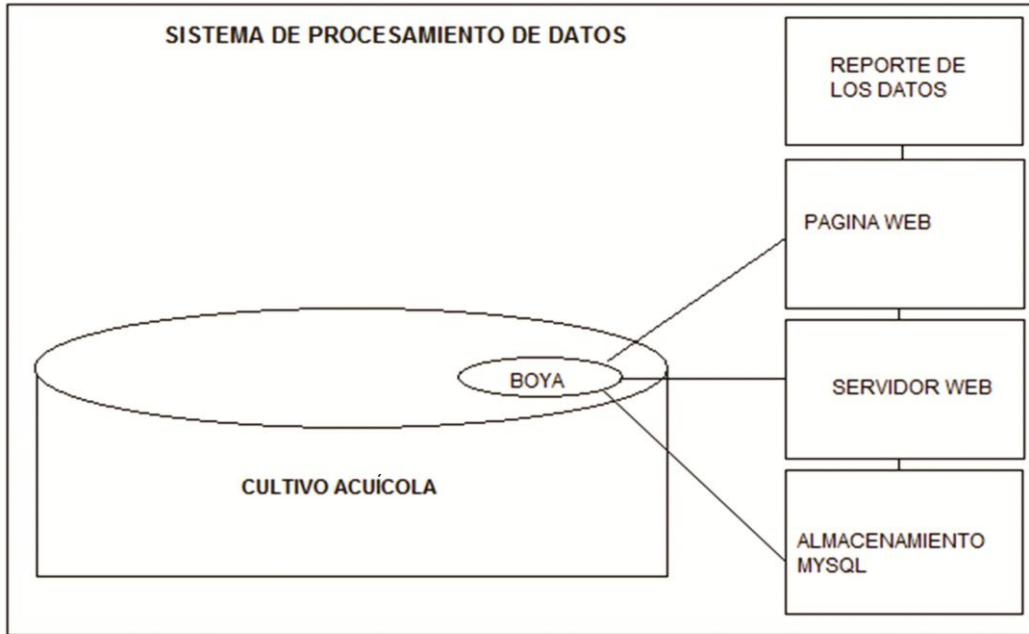 SISTEMA DE PROCESAMIENTO DE DATOS
REPORTE DE
LOS DATOS
PAGINA WEB
BOYA
SERVIDOR WEB
CULTIVO ACUÍCOLA
ALMACENAMIENTO
MYSQL